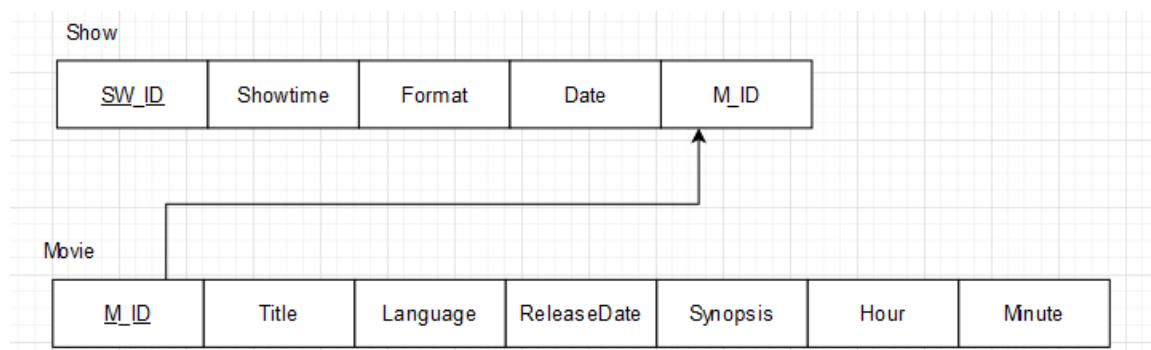 Show
SW_ID Showtime Format Date M_ID
Movie
M_ID Title Language ReleaseDate Synopsis Hour Minute